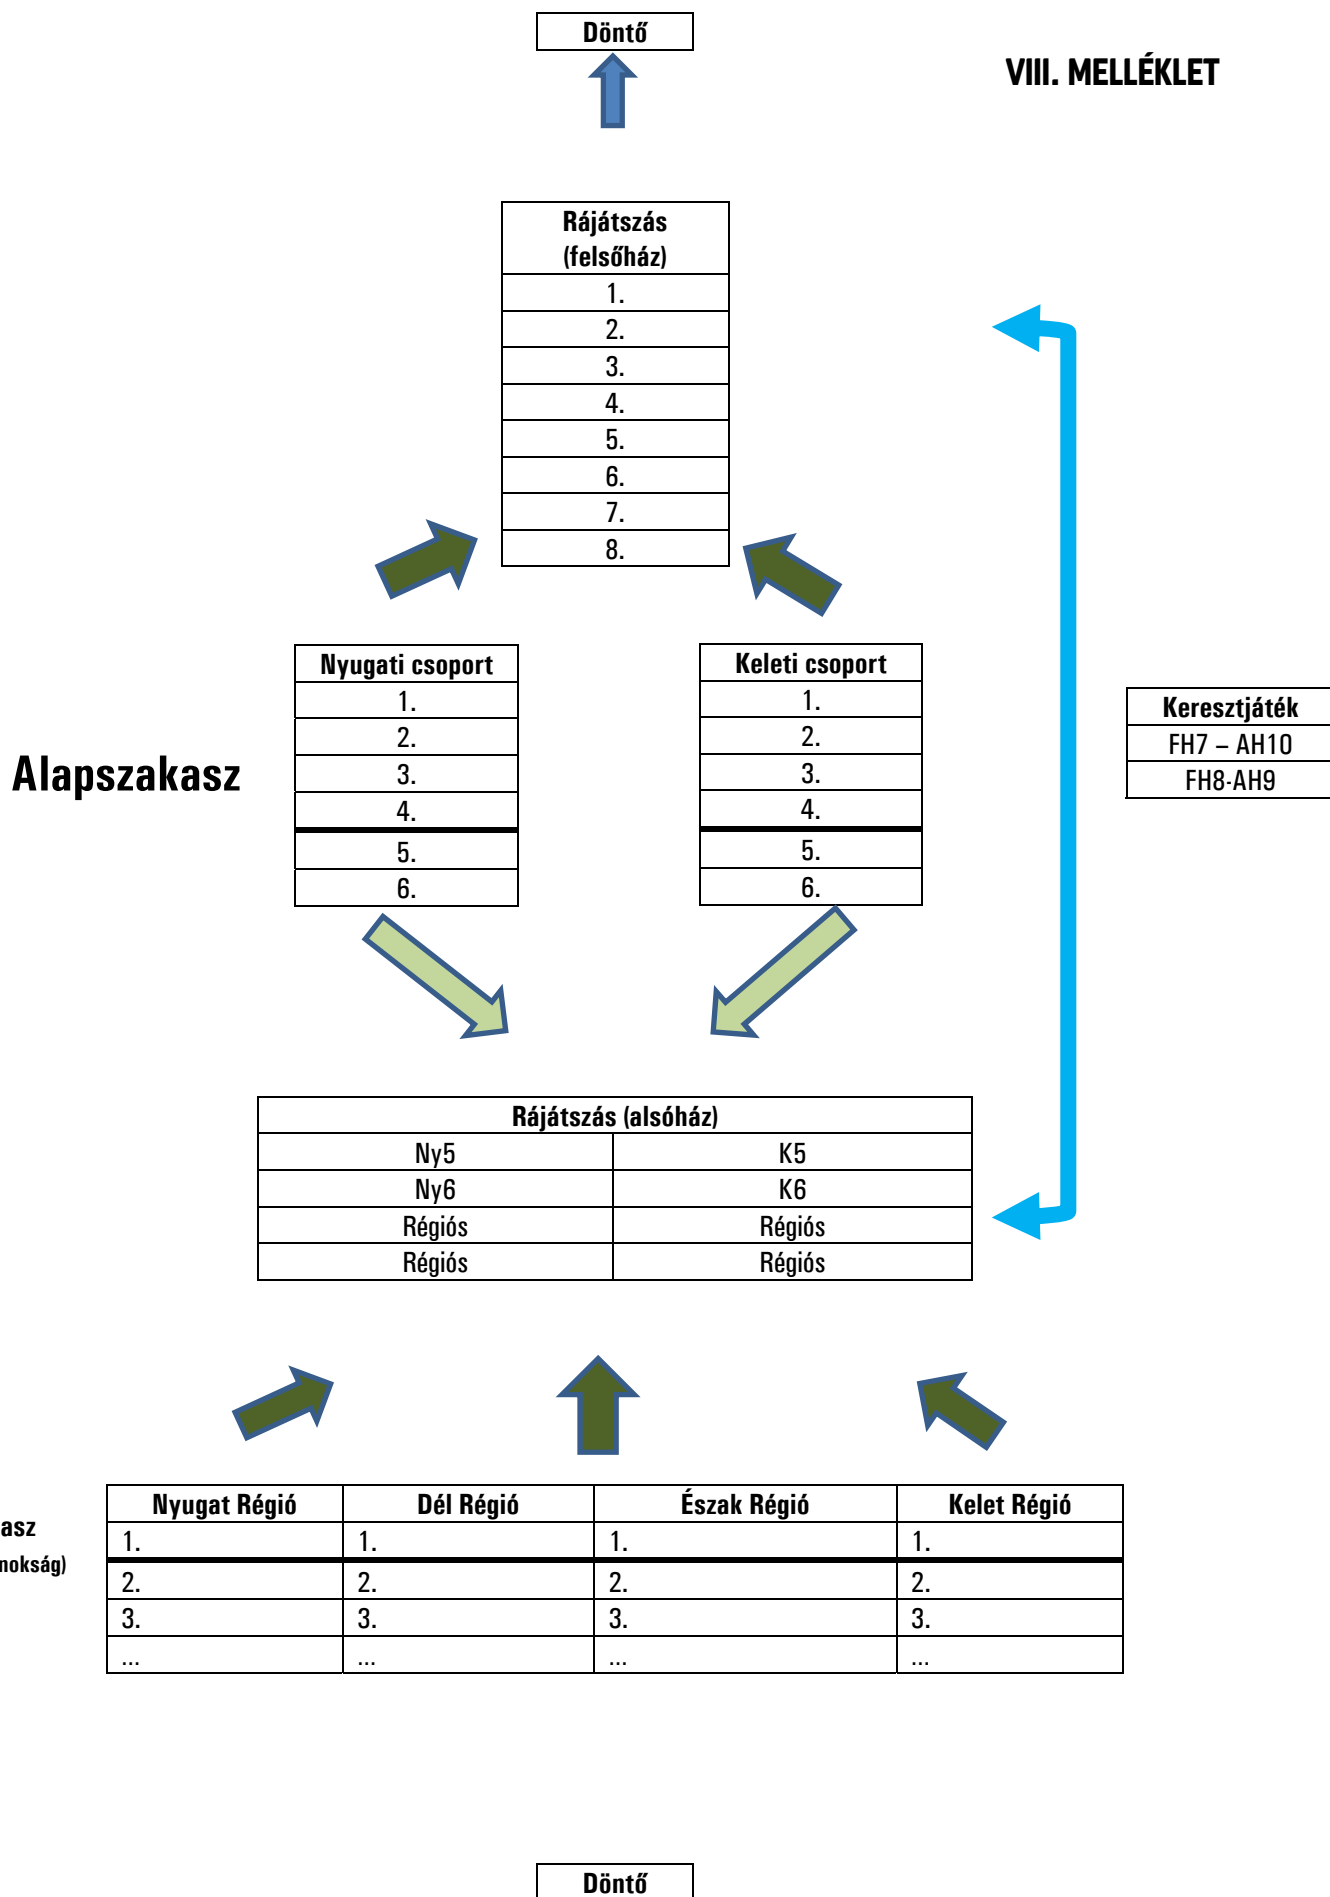 Döntő
VIII. MELLÉKLET
Rájátszás
(felsőház)
1.
2.
3.
4.
5.
6.
7.
8.
Alapszakasz
Nyugati csoport
1.
2.
3.
4.
5.
6.
Keleti csoport
1.
2.
3.
4.
5.
6.
Keresztjáték
FH7 – AH10
FH8-AH9
Rájátszás (alsóház)
Ny5 K5
Ny6 K6
Régiós Régiós
Régiós Régiós
asz
nokság)
Nyugat Régió Dél Régió Észak Régió Kelet Régió
1. 1. 1. 1.
2. 2. 2. 2.
3. 3. 3. 3.
... ... ... ...
Döntő